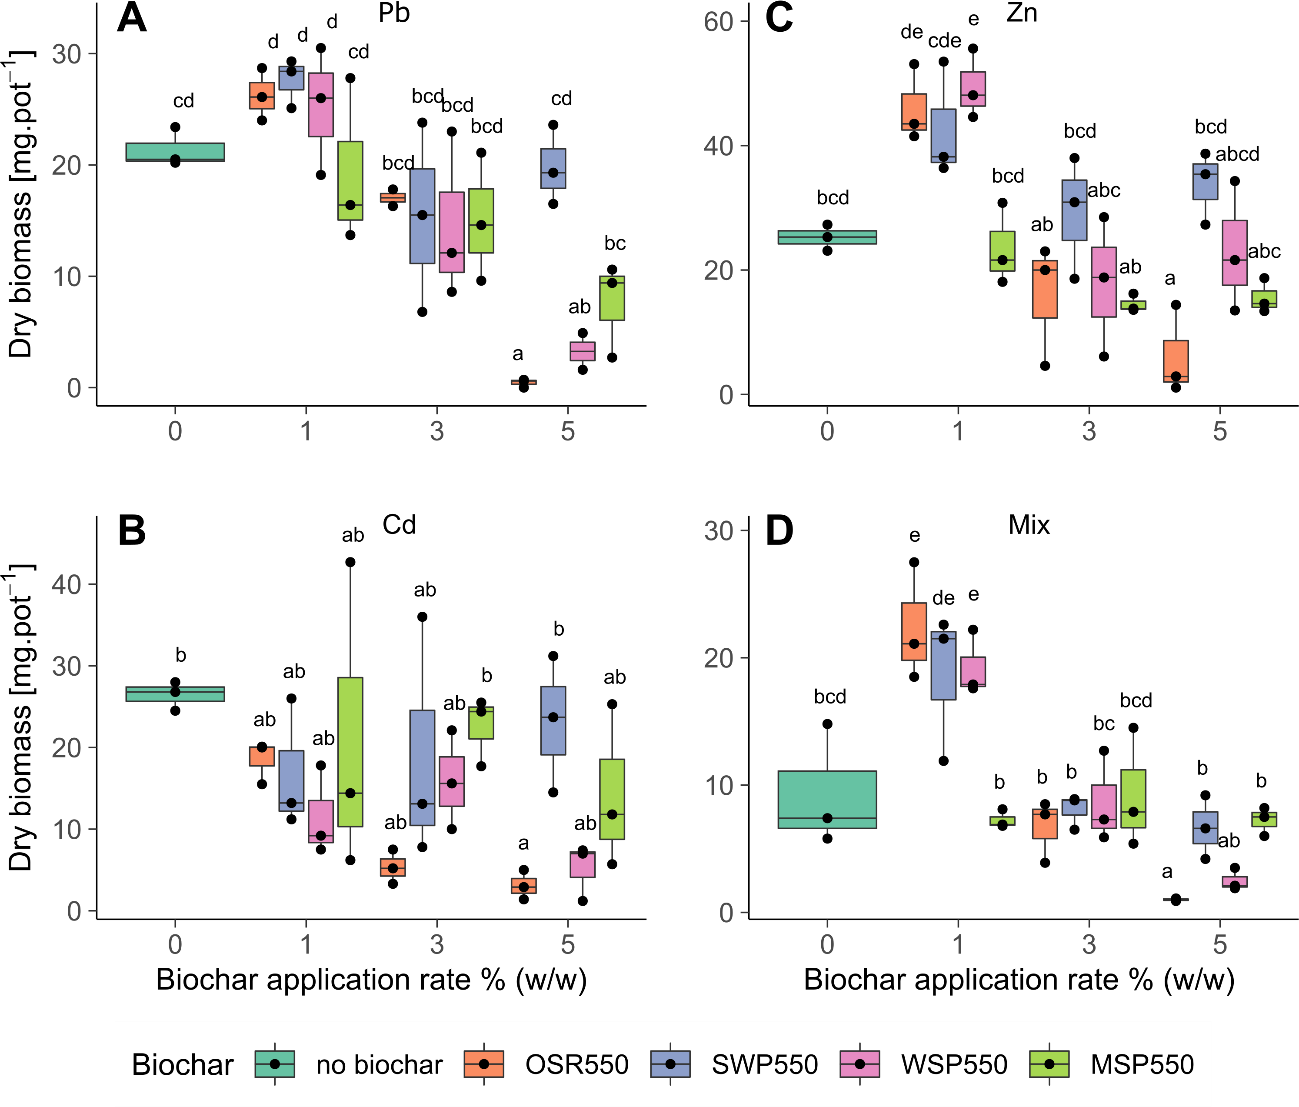 A Pb
Dry biomass [mg.pot⁻¹]
30
20
10
0
cd
d
d
d
cd
bcd
bcd
bcd
bcd
a
cd
ab
bc
0 1 3 5
C Zn
60
40
20
0
bcd
de
cde
e
bcd
ab
bcd
abc
ab
a
bcd
abcd
abc
0 1 3 5
B Cd
Dry biomass [mg.pot⁻¹]
40
30
20
10
0
b
ab
ab
ab
ab
ab
ab
ab
b
a
b
ab
ab
0 1 3 5
Biochar application rate % (w/w)
D Mix
30
20
10
0
bcd
e
de
e
b
b
b
bc
bcd
a
b
ab
b
0 1 3 5
Biochar application rate % (w/w)
Biochar no biochar OSR550 SWP550 WSP550 MSP550